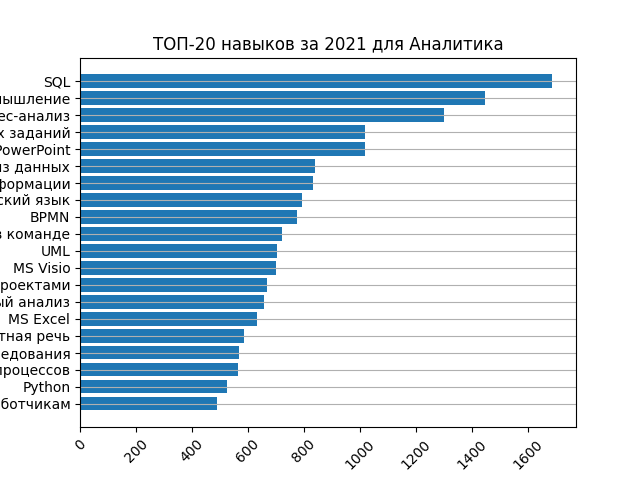 ТОП-20 навыков за 2021 для Аналитика
SQL
ышление
ес-анализ
х заданий
PowerPoint
из данных
формации
ский язык
BPMN
в команде
UML
MS Visio
роектами
ый анализ
MS Excel
тная речь
едования
процессов
Python
ботчикам
0 200 400 600 800 1000 1200 1400 1600